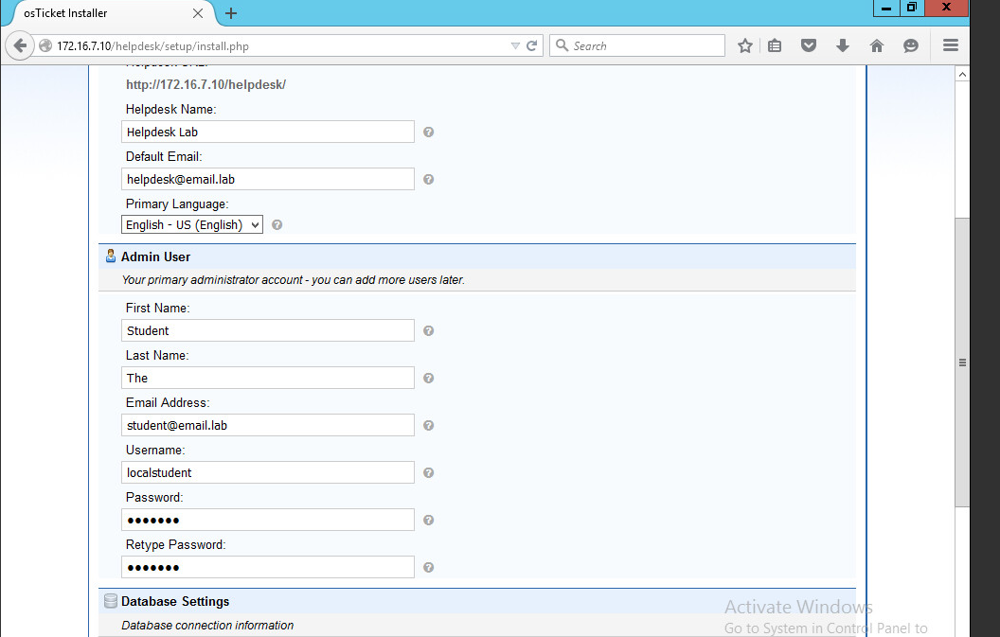 osTicket Installer
172.16.7.10/helpdesk/setup/install.php
Search
http://172.16.7.10/helpdesk/
Helpdesk Name:
Helpdesk Lab
Default Email:
helpdesk@email.lab
Primary Language:
English - US (English)
Admin User
Your primary administrator account - you can add more users later.
First Name:
Student
Last Name:
The
Email Address:
student@email.lab
Username:
localstudent
Password:
●●●●●●●
Retype Password:
●●●●●●●
Database Settings
Database connection information
Activate Windows
Go to System in Control Panel to